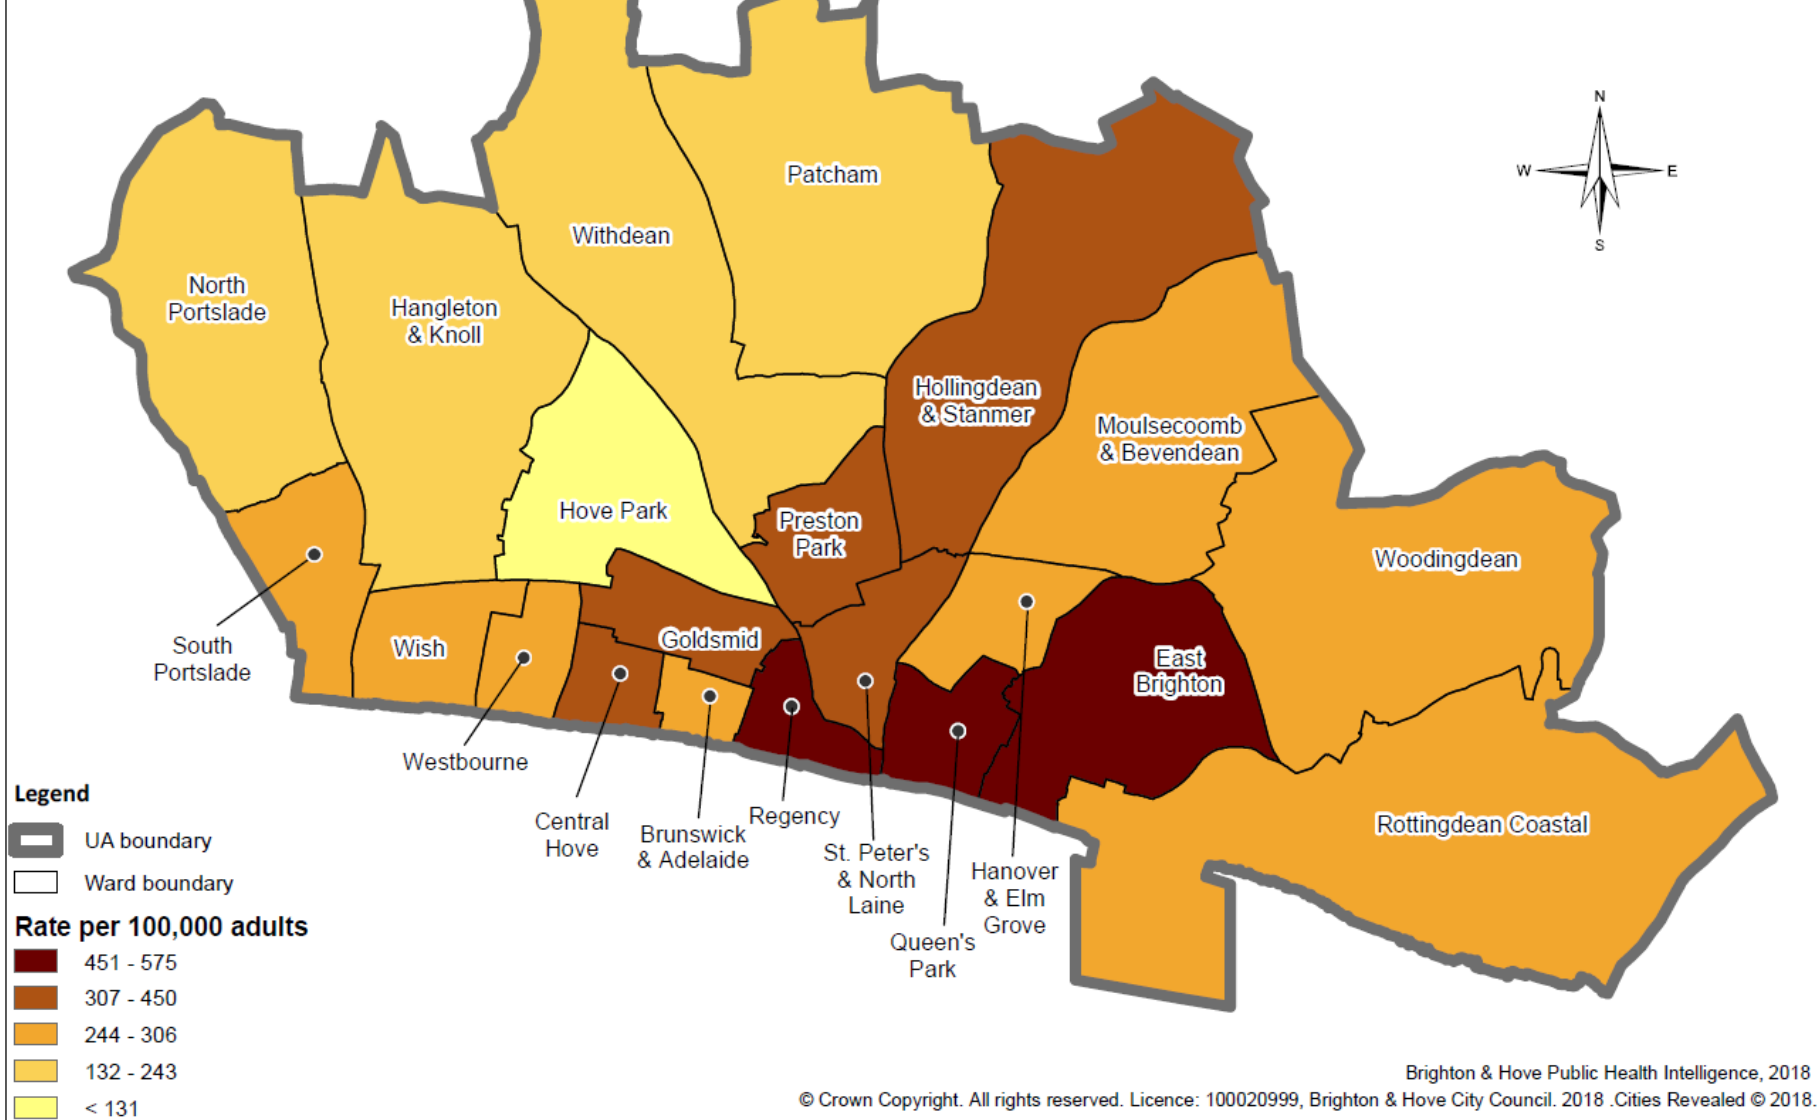 N
W
E
S
Patcham
Withdean
North
Portslade
Hangleton
& Knoll
Hollingdean
& Stanmer
Moulsecoomb
& Bevendean
Hove Park
Preston
Park
Woodingdean
South
Portslade
Wish
Goldsmid
East
Brighton
Westbourne
Central
Hove
Brunswick
& Adelaide
Regency
St. Peter's
& North
Laine
Queen's
Park
Hanover
& Elm
Grove
Rottingdean Coastal
Legend
UA boundary
Ward boundary
Rate per 100,000 adults
451 - 575
307 - 450
244 - 306
132 - 243
< 131
Brighton & Hove Public Health Intelligence, 2018
© Crown Copyright. All rights reserved. Licence: 100020999, Brighton & Hove City Council. 2018 .Cities Revealed © 2018.